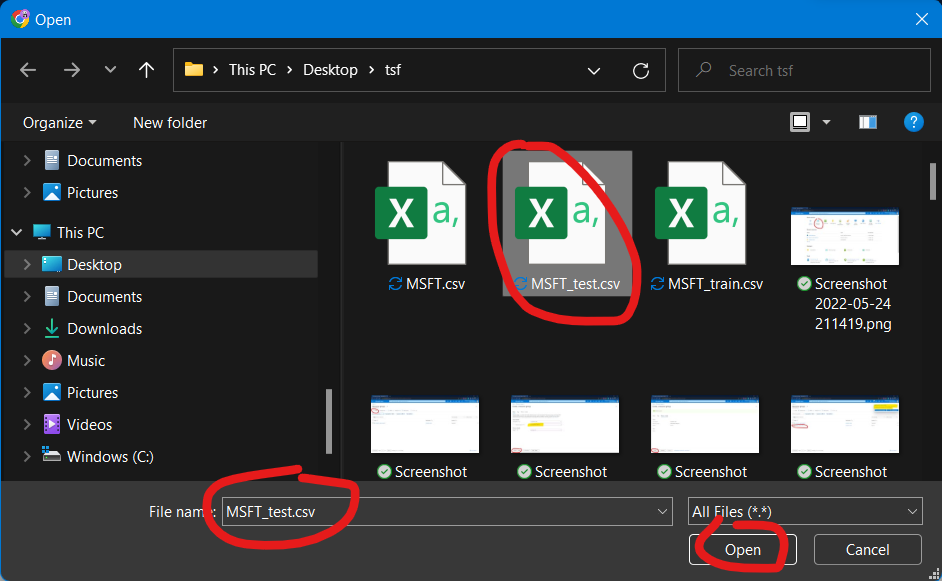 Open
This PC > Desktop > tsf
Search tsf
Organize
New folder
?
Documents
Pictures
This PC
Desktop
Documents
Downloads
Music
Pictures
Videos
Windows (C:)
X a,
MSFT.csv
X a,
MSFT_test.csv
X a,
MSFT_train.csv
Screenshot
2022-05-24
211419.png
Screenshot
Screenshot
Screenshot
Screenshot
File name:
MSFT_test.csv
All Files (*.*)
Open
Cancel